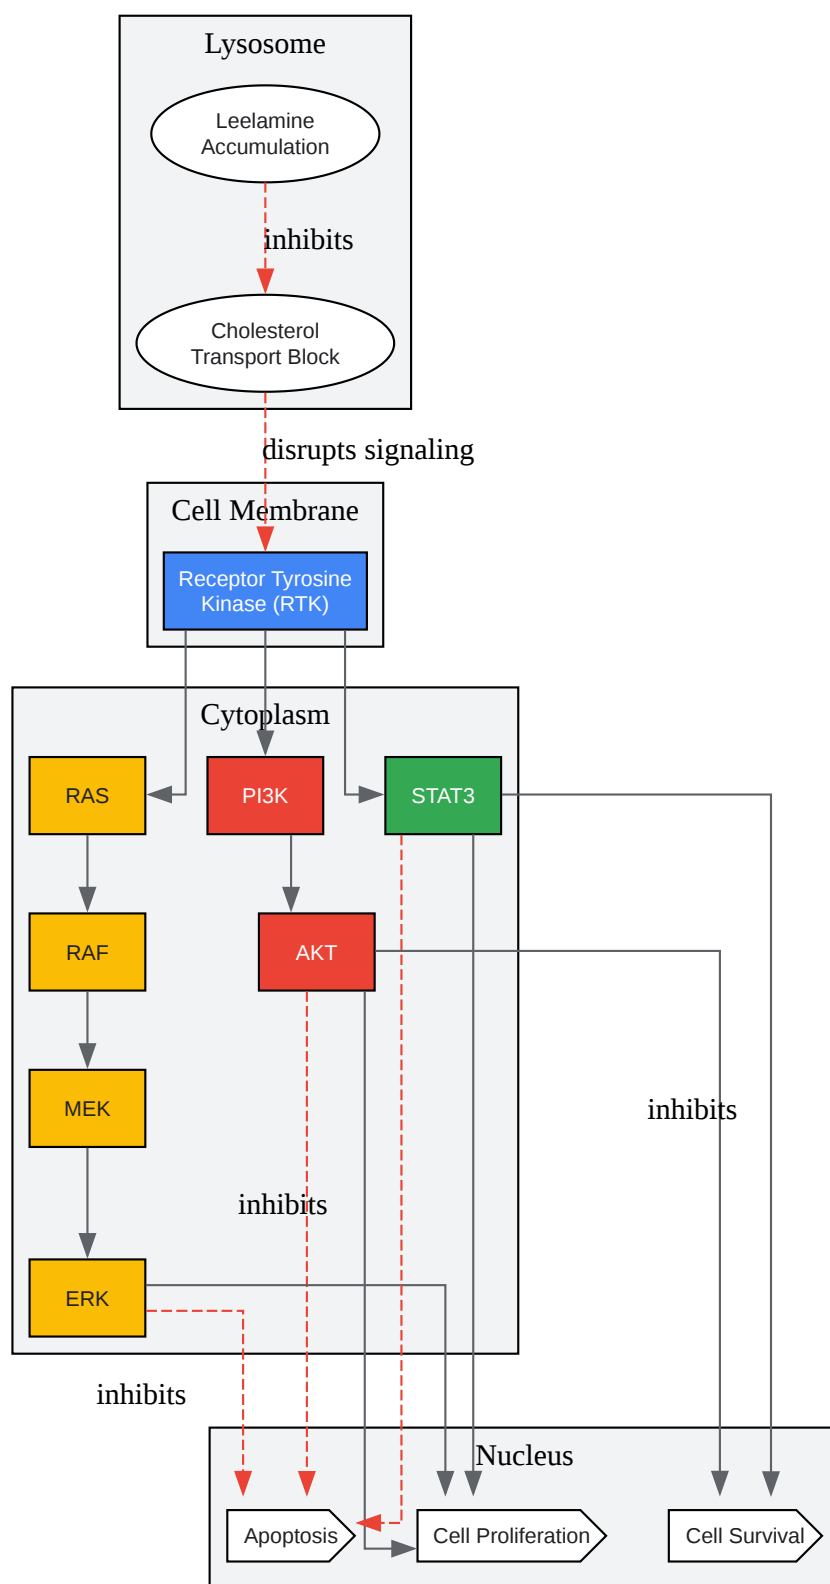 Lysosome
Leelamine
Accumulation
inhibits
Cholesterol
Transport Block
disrupts signaling
Cell Membrane
Receptor Tyrosine
Kinase (RTK)
Cytoplasm
RAS
PI3K
STAT3
RAF
AKT
MEK
inhibits
inhibits
ERK
inhibits
Nucleus
Apoptosis
Cell Proliferation
Cell Survival